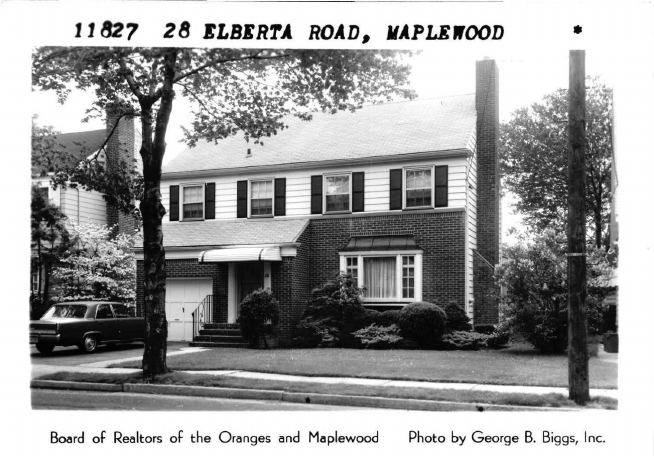 11827 28 ELBERTA ROAD, MAPLEWOOD *
Board of Realtors of the Oranges and Maplewood Photo by George B. Biggs, Inc.